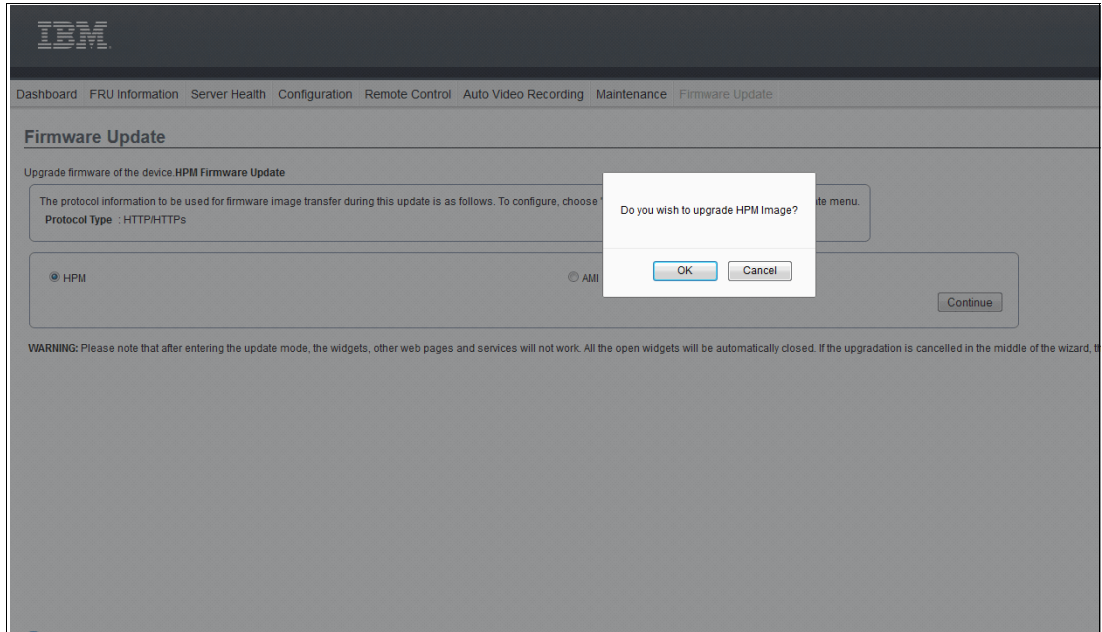 IBM
Dashboard FRU Information Server Health Configuration Remote Control Auto Video Recording Maintenance Firmware Update
Firmware Update
Upgrade firmware of the device.HPM Firmware Update
The protocol information to be used for firmware image transfer during this update is as follows. To configure, choose '
menu.
Protocol Type : HTTP/HTTPs
Do you wish to upgrade HPM Image?
OK Cancel
HPM
AMI
Continue
WARNING: Please note that after entering the update mode, the widgets, other web pages and services will not work. All the open widgets will be automatically closed. If the upgradation is cancelled in the middle of the wizard,